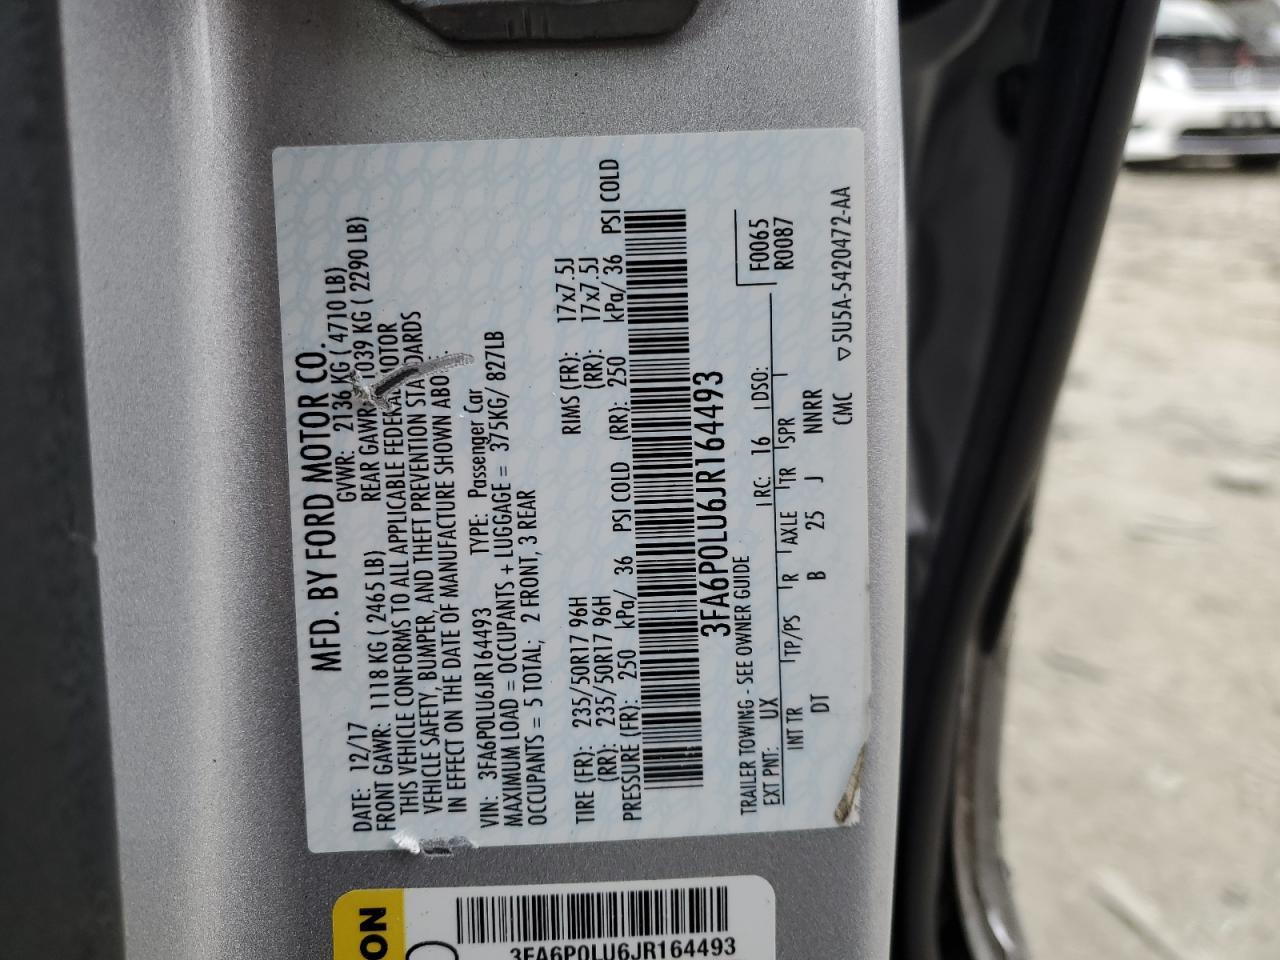 MFD. BY FORD MOTOR CO.
DATE: 12/17 GVWR: 2136 KG ( 4710 LB)
FRONT GAWR: 1118 KG ( 2465 LB) REAR GAWR: 1039 KG ( 2290 LB)
THIS VEHICLE CONFORMS TO ALL APPLICABLE FEDERAL MOTOR
VEHICLE SAFETY, BUMPER, AND THEFT PREVENTION STANDARDS
IN EFFECT ON THE DATE OF MANUFACTURE SHOWN ABO
VIN: 3FA6P0LU6JR164493 TYPE: Passenger Car
MAXIMUM LOAD = OCCUPANTS + LUGGAGE = 375KG/ 827LB
OCCUPANTS = 5 TOTAL; 2 FRONT, 3 REAR
TIRE (FR): 235/50R17 96H RIMS (FR): 17x7.5J
(RR): 235/50R17 96H (RR): 17x7.5J
PRESSURE (FR): 250 kPa/ 36 PSI COLD (RR): 250 kPa/ 36 PSI COLD
3FA6P0LU6JR164493
TRAILER TOWING - SEE OWNER GUIDE
F0065
R0087
EXT PNT: UX RC: 16 DSO:
INT TR TP/PS R AXLE TR SPR
DT B 25 J NNRR
CMC ▽5U5A-5420472-AA
ON
3FA6P0LU6JR164493